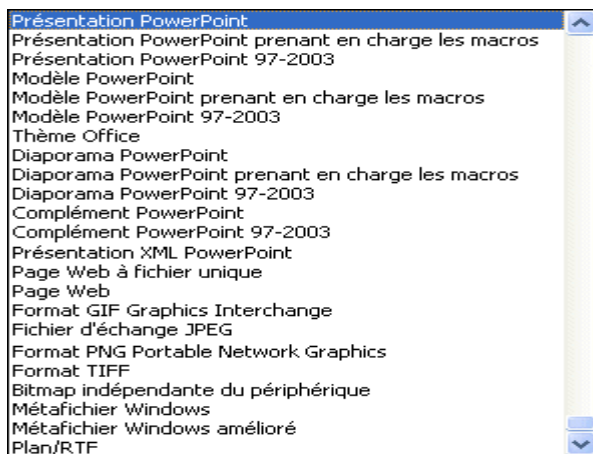 Présentation PowerPoint
Présentation PowerPoint prenant en charge les macros
Présentation PowerPoint 97-2003
Modèle PowerPoint
Modèle PowerPoint prenant en charge les macros
Modèle PowerPoint 97-2003
Thème Office
Diaporama PowerPoint
Diaporama PowerPoint prenant en charge les macros
Diaporama PowerPoint 97-2003
Complément PowerPoint
Complément PowerPoint 97-2003
Présentation XML PowerPoint
Page Web à fichier unique
Page Web
Format GIF Graphics Interchange
Fichier d'échange JPEG
Format PNG Portable Network Graphics
Format TIFF
Bitmap indépendante du périphérique
Métafichier Windows
Métafichier Windows amélioré
Plan/RTF